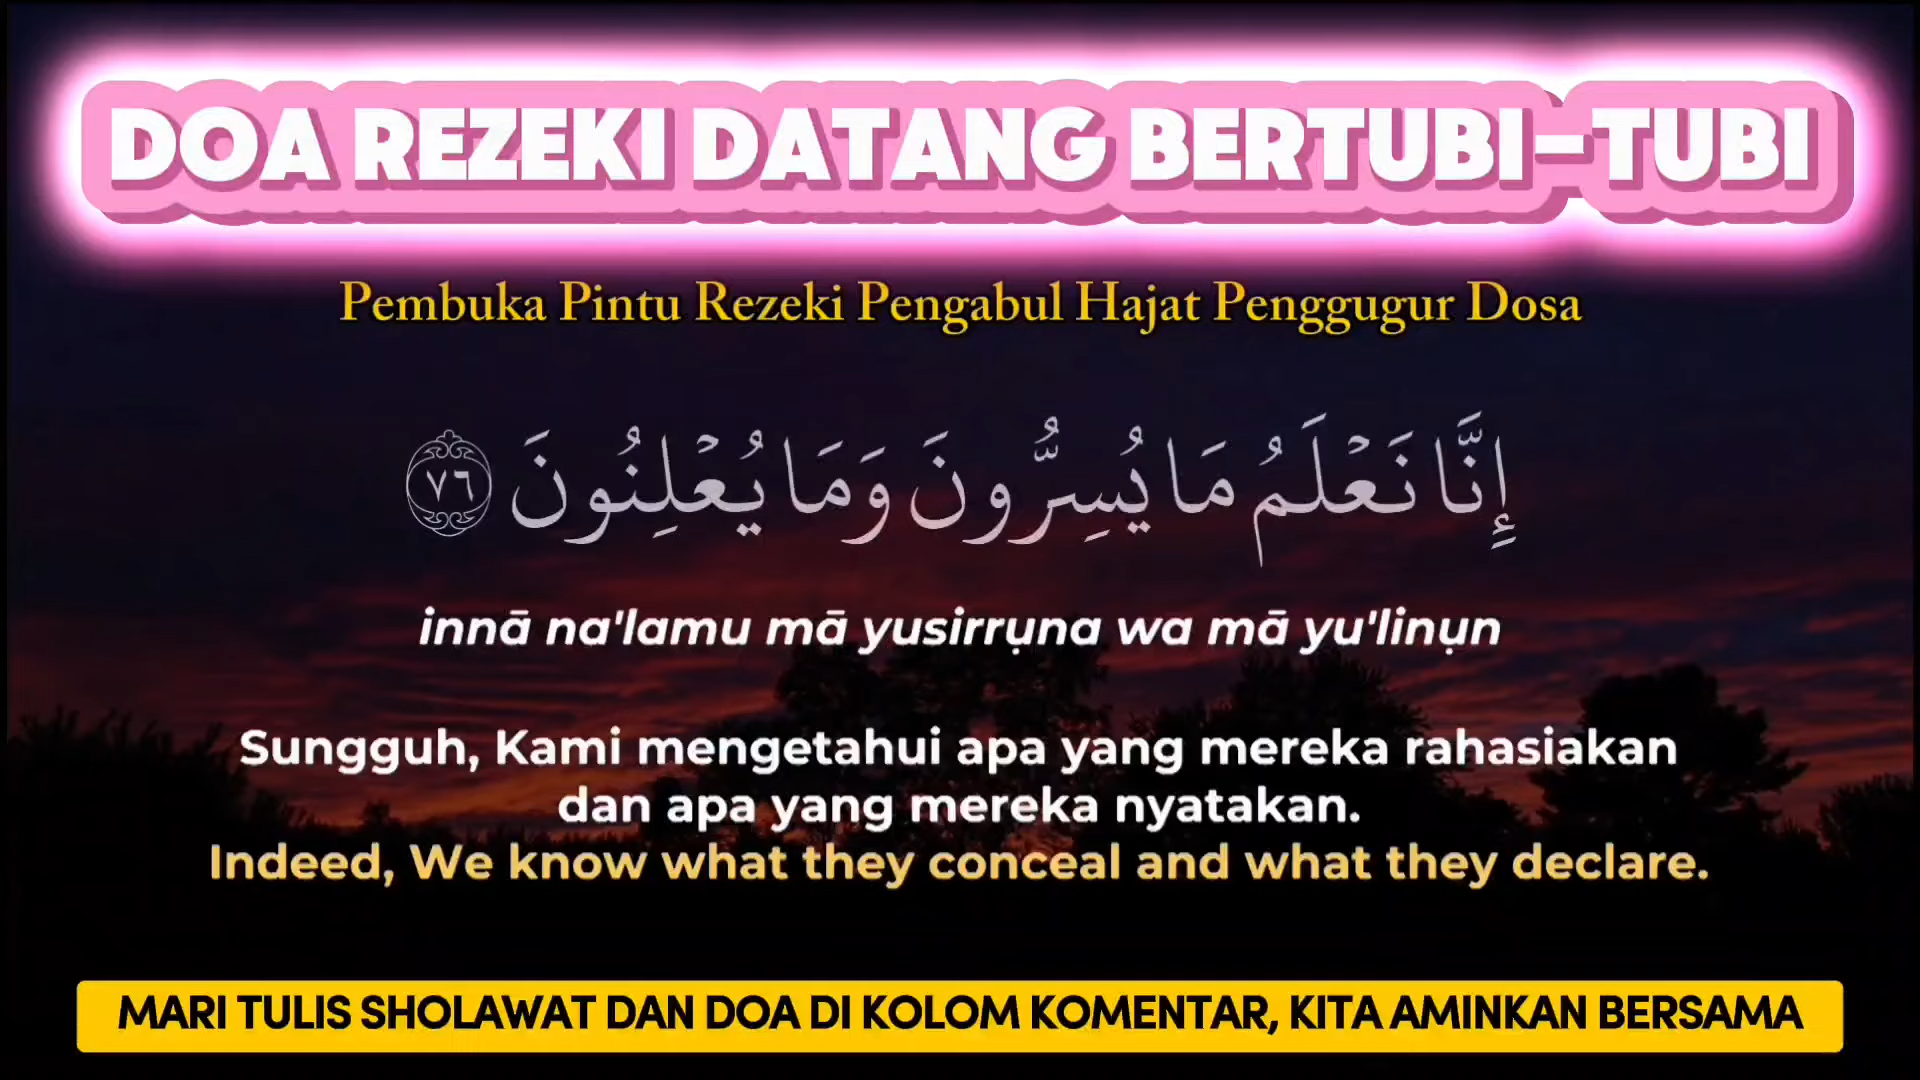 DOA REZEKI DATANG BERTUBI-TUBI
Pembuka Pintu Rezeki Pengabul Hajat Penggugur Dosa
إِنَّا نَعْلَمُ مَا يُسِرُّونَ وَمَا يُعْلِنُونَ ٧٦
innā na'lamu mā yusirrụna wa mā yu'linụn
Sungguh, Kami mengetahui apa yang mereka rahasiakan
dan apa yang mereka nyatakan.
Indeed, We know what they conceal and what they declare.
MARI TULIS SHOLAWAT DAN DOA DI KOLOM KOMENTAR, KITA AMINKAN BERSAMA